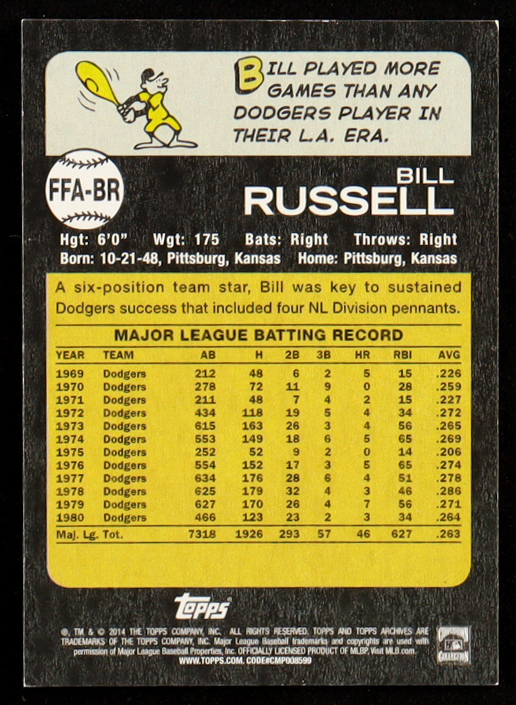 BILL PLAYED MORE
GAMES THAN ANY
DODGERS PLAYER IN
THEIR L.A. ERA.
FFA-BR
BILL
RUSSELL
Hgt: 6'0" Wgt: 175 Bats: Right Throws: Right
Born: 10-21-48, Pittsburg, Kansas Home: Pittsburg, Kansas
A six-position team star, Bill was key to sustained
Dodgers success that included four NL Division pennants.
MAJOR LEAGUE BATTING RECORD
YEAR TEAM AB H 2B 3B HR RBI AVG
1969 Dodgers 212 48 6 2 5 15 .226
1970 Dodgers 278 72 11 9 0 28 .259
1971 Dodgers 211 48 7 4 2 15 .227
1972 Dodgers 434 118 19 5 4 34 .272
1973 Dodgers 615 163 26 3 4 56 .265
1974 Dodgers 553 149 18 6 5 65 .269
1975 Dodgers 252 52 9 2 0 14 .206
1976 Dodgers 554 152 17 3 5 65 .274
1977 Dodgers 634 176 28 6 4 51 .278
1978 Dodgers 625 179 32 4 3 46 .286
1979 Dodgers 627 170 26 4 7 56 .271
1980 Dodgers 466 123 23 2 3 34 .264
Maj. Lg. Tot. 7318 1926 293 57 46 627 .263
Topps
®, TM & © 2014 THE TOPPS COMPANY, INC. ALL RIGHTS RESERVED. TOPPS AND TOPPS ARCHIVES ARE
TRADEMARKS OF THE TOPPS COMPANY, INC. Major League Baseball trademarks and copyrights are used with
permission of Major League Baseball Properties, Inc. OFFICIALLY LICENSED PRODUCT OF MLBP. Visit MLB.com.
WWW.TOPPS.COM. CODE#CMP008599